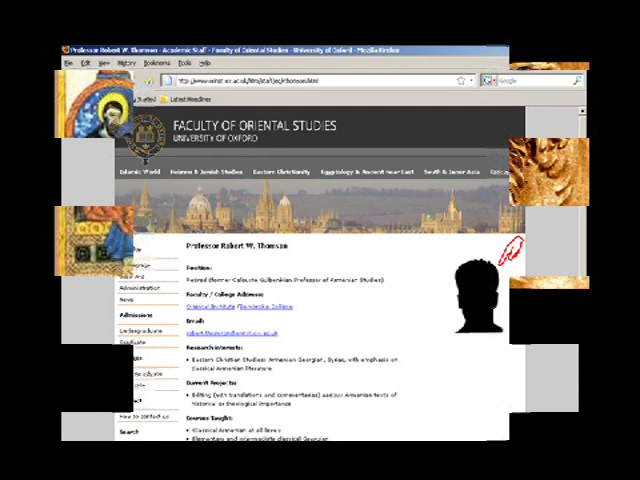 Professor Robert W. Thomson - Academic Staff - Faculty of Oriental Studies - University of Oxford - Mozilla Firefox
File Edit View History Bookmarks Tools Help
Google
Started Latest Headlines
FACULTY OF ORIENTAL STUDIES
UNIVERSITY OF OXFORD
Islamic World Hebrew & Jewish Studies Eastern Christianity Egyptology & Ancient Near East South & Inner Asia
Professor Robert W. Thomson
Position:
Retired (former Calouste Gulbenkian Professor of Armenian Studies)
Administration
Faculty / College Address:
News
Oriental Institute / Pembroke College
Admissions
Email:
Undergraduate
Graduate
Research Interests:
Eastern Christian Studies: Armenian Georgian, Syriac, with emphasis on
classical Armenian literature
Current Projects:
Editing (with translations and commentaries) various Armenian texts of
historical or theological importance
How to contact us
Courses Taught:
Search
Classical Armenian at all levels
Elementary and intermediate classical Georgian